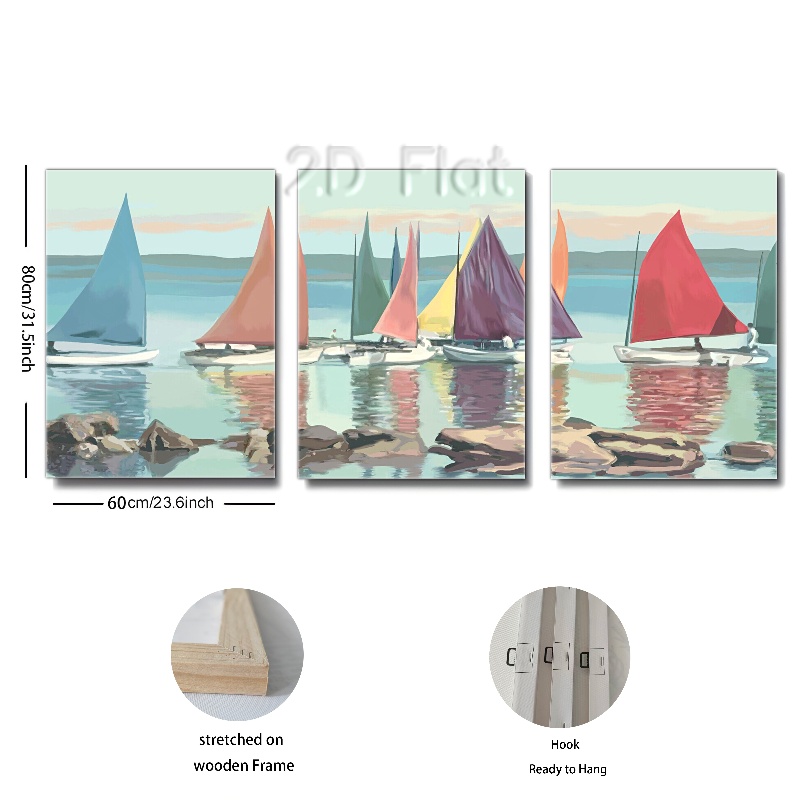 2D Flat
80cm/31.5inch
60cm/23.6inch
stretched on
wooden Frame
Hook
Ready to Hang